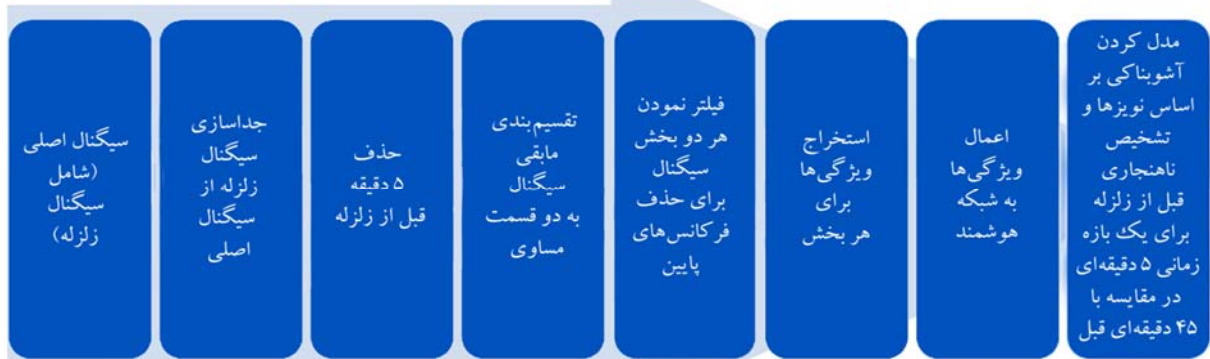 سیگنال اصلی
(شامل
سیگنال
زلزله)
جداسازی
سیگنال
زلزله از
سیگنال
اصلی
حذف
۵ دقیقه
قبل از زلزله
تقسیم‌بندی
مابقی
سیگنال
به دو قسمت
مساوی
فیلتر نمودن
هر دو بخش
سیگنال
برای حذف
فرکانس‌های
پایین
استخراج
ویژگی‌ها
برای
هر بخش
اعمال
ویژگی‌ها
به شبکه
هوشمند
مدل کردن
آشوبناکی بر
اساس نویزها و
تشخیص
ناهنجاری
قبل از زلزله
برای یک بازه
زمانی ۵ دقیقه‌ای
در مقایسه با
۴۵ دقیقه‌ای قبل